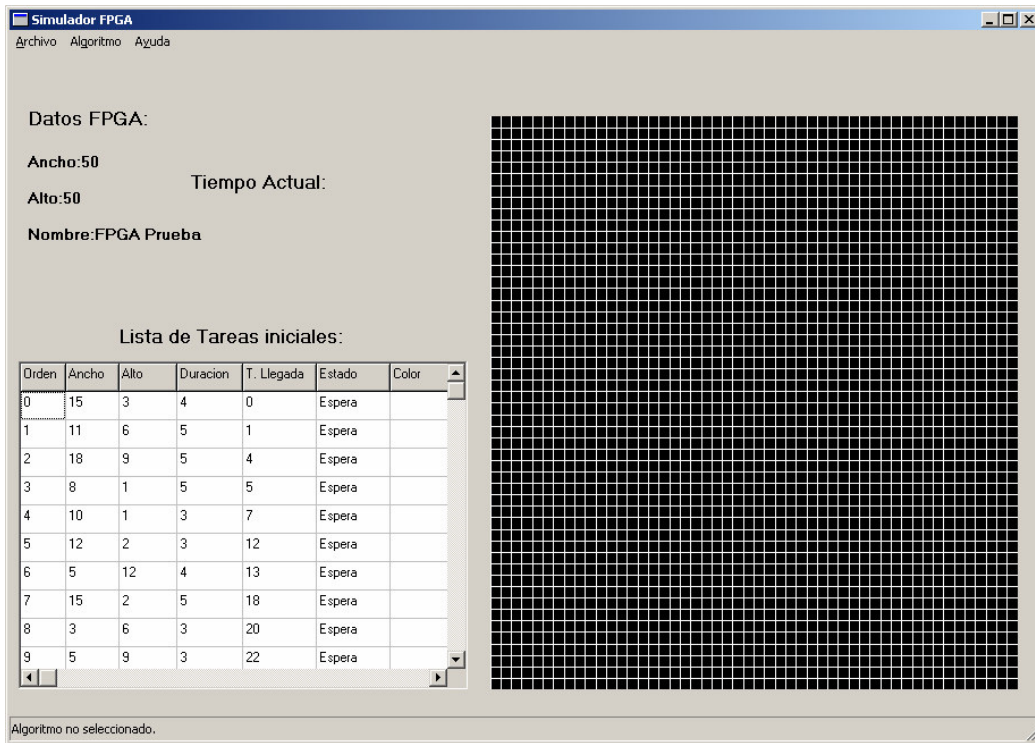 Simulador FPGA
Archivo Algoritmo Ayuda
Datos FPGA:
Ancho:50
Tiempo Actual:
Alto:50
Nombre:FPGA Prueba
Lista de Tareas iniciales:
Orden Ancho Alto Duracion T. Llegada Estado Color
0 15 3 4 0 Espera
1 11 6 5 1 Espera
2 18 9 5 4 Espera
3 8 1 5 5 Espera
4 10 1 3 7 Espera
5 12 2 3 12 Espera
6 5 12 4 13 Espera
7 15 2 5 18 Espera
8 3 6 3 20 Espera
9 5 9 3 22 Espera
Algoritmo no seleccionado.